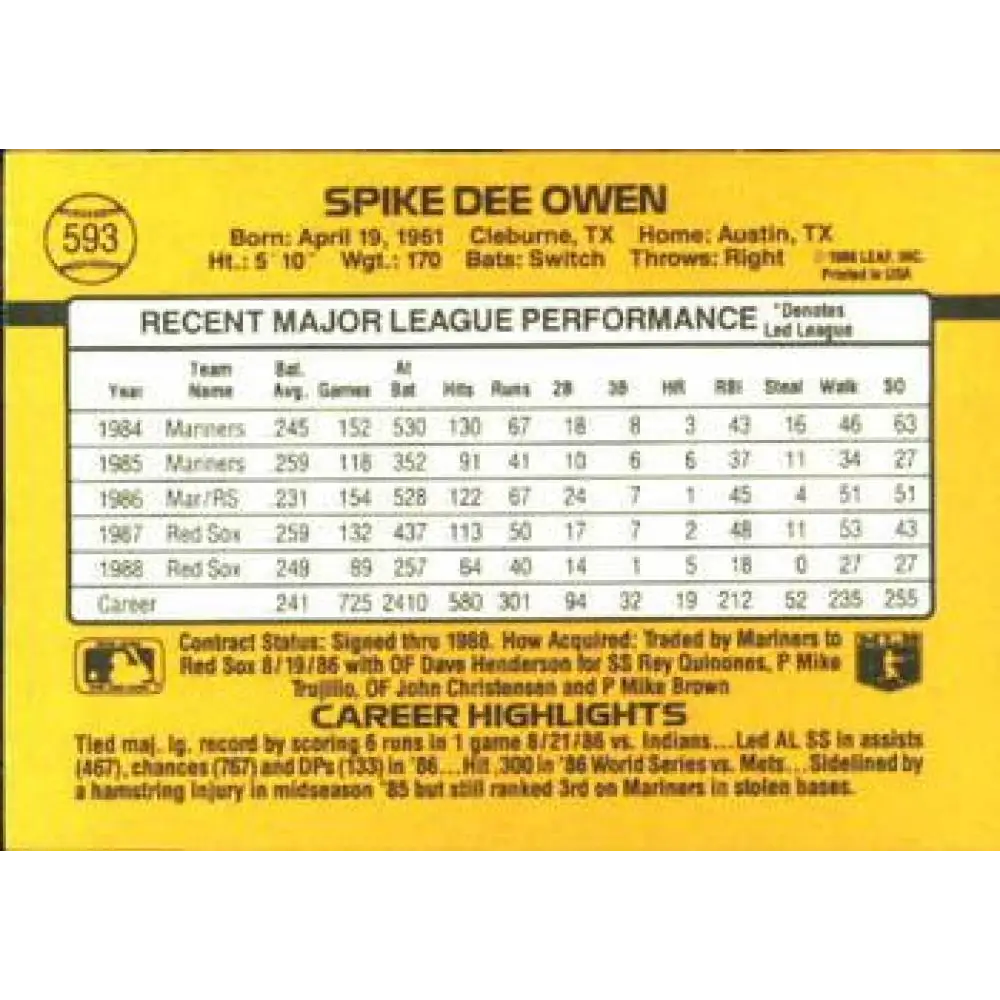 593
SPIKE DEE OWEN
Born: April 19, 1961 Cleburne, TX Home: Austin, TX
Ht.: 5'10" Wgt.: 170 Bats: Switch Throws: Right © 1988 LEAF, INC.
Printed in USA
RECENT MAJOR LEAGUE PERFORMANCE *Denotes Led League
Year Team Name Bat. Avg. Games At Bat Hits Runs 2B 3B HR RBI Steal Walk SO
1984 Mariners 245 152 530 130 67 18 8 3 43 16 46 63
1985 Mariners 259 118 352 91 41 10 6 6 37 11 34 27
1986 Mar/RS 231 154 528 122 67 24 7 1 45 4 51 51
1987 Red Sox 259 132 437 113 50 17 7 2 48 11 53 43
1988 Red Sox 249 89 257 64 40 14 1 5 18 0 27 27
Career 241 725 2410 580 301 94 32 19 212 52 235 255
Contract Status: Signed thru 1988. How Acquired: Traded by Mariners to
Red Sox 8/19/86 with OF Dave Henderson for SS Rey Quinones, P Mike
Trujillo, OF John Christensen and P Mike Brown
CAREER HIGHLIGHTS
Tied maj. lg. record by scoring 6 runs in 1 game 8/21/86 vs. Indians...Led AL SS in assists
(467), chances (767) and DPs (133) in '86...Hit .300 in '86 World Series vs. Mets...Sidelined by
a hamstring injury in midseason '85 but still ranked 3rd on Mariners in stolen bases.